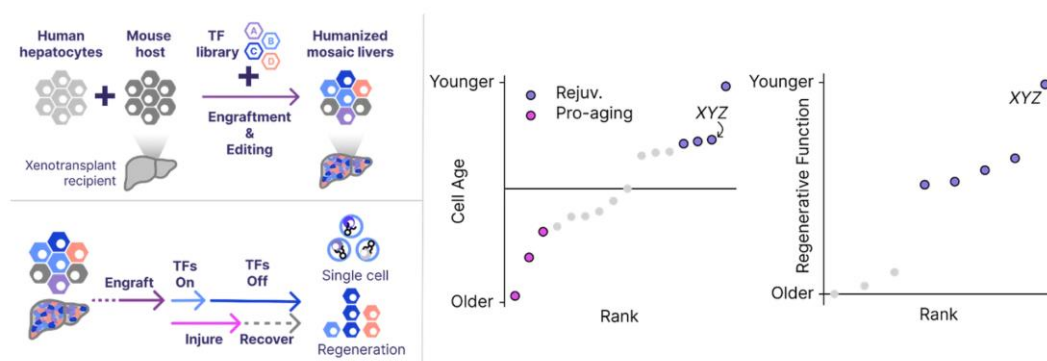 Human
hepatocytes
Mouse
host
TF
library
A
B
C
D
Humanized
mosaic livers
Engraftment
&
Editing
Xenotransplant
recipient
Engraft
TFs
On
TFs
Off
Injure
Recover
Single cell
Regeneration
Younger
Rejuv.
Pro-aging
XYZ
Cell Age
Older
Rank
Younger
XYZ
Regenerative Function
Older
Rank